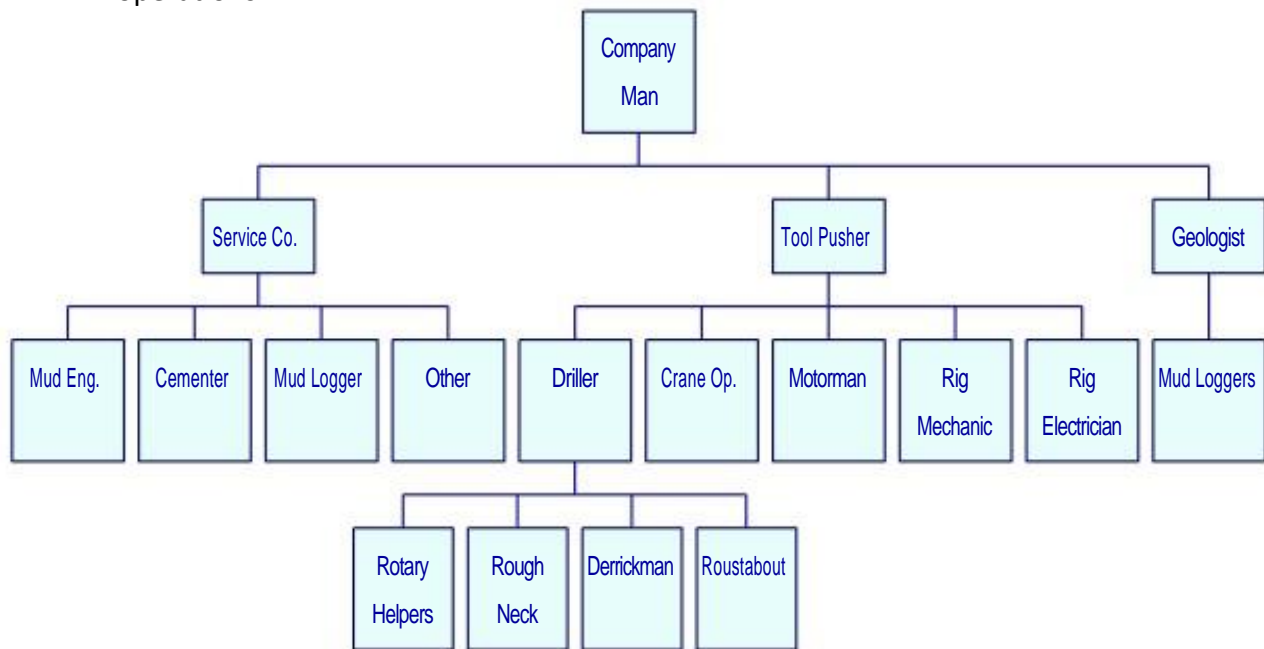 Company
Man
Service Co.
Tool Pusher
Geologist
Mud Eng.
Cementer
Mud Logger
Other
Driller
Crane Op.
Motorman
Rig
Mechanic
Rig
Electrician
Mud Loggers
Rotary
Helpers
Rough
Neck
Derrickman
Roustabout